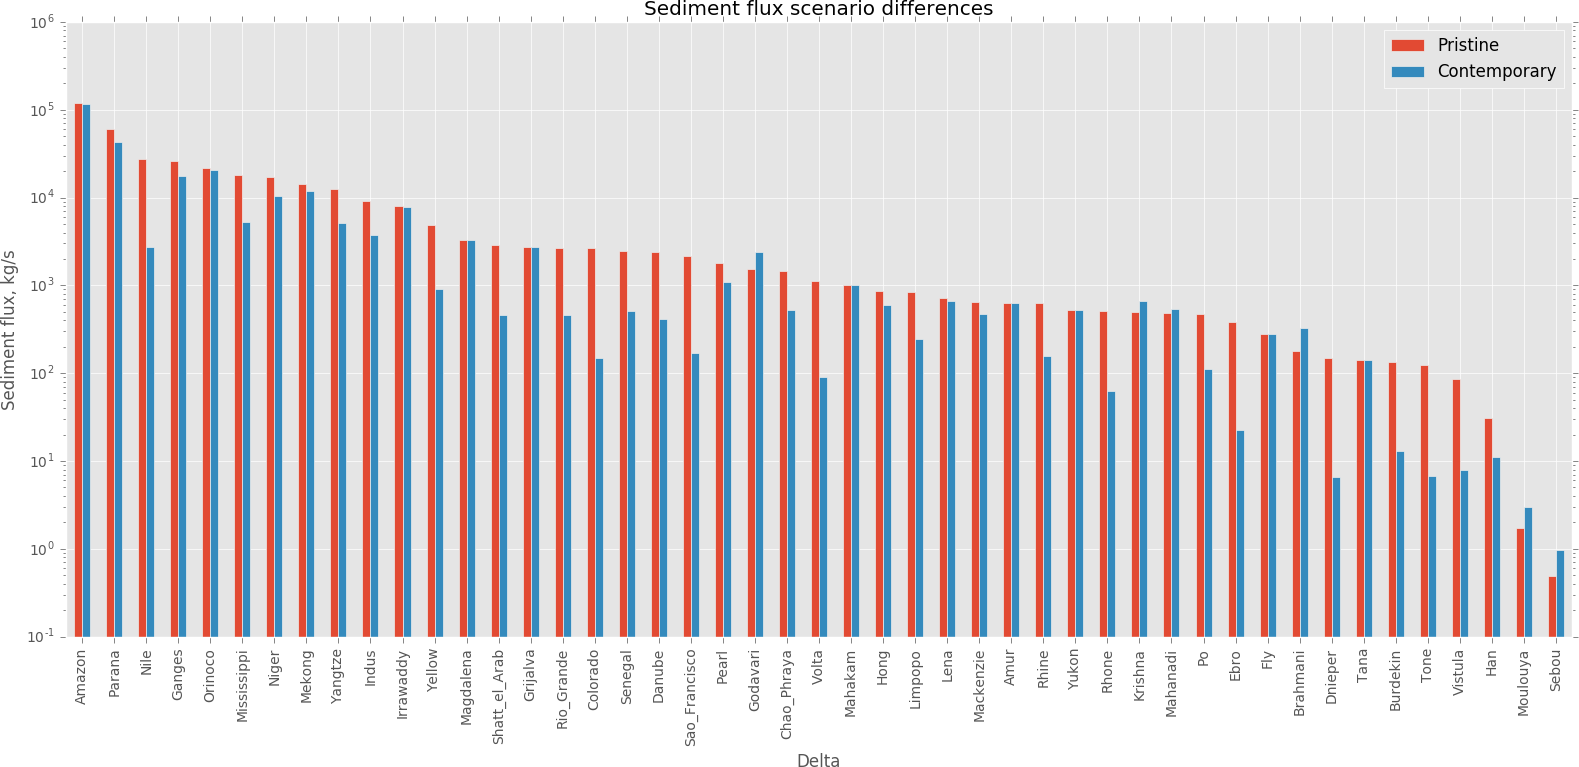 Sediment flux scenario differences
Pristine
Contemporary
Sediment flux, kg/s
10^6
10^5
10^4
10^3
10^2
10^1
10^0
10^-1
Amazon
Parana
Nile
Ganges
Orinoco
Mississippi
Niger
Mekong
Yangtze
Indus
Irrawaddy
Yellow
Magdalena
Shatt_el_Arab
Grijalva
Rio_Grande
Colorado
Senegal
Danube
Sao_Francisco
Pearl
Godavari
Chao_Phraya
Volta
Mahakam
Hong
Limpopo
Lena
Mackenzie
Amur
Rhine
Yukon
Rhone
Krishna
Mahanadi
Po
Ebro
Fly
Brahmani
Dnieper
Tana
Burdekin
Tone
Vistula
Han
Moulouya
Sebou
Delta